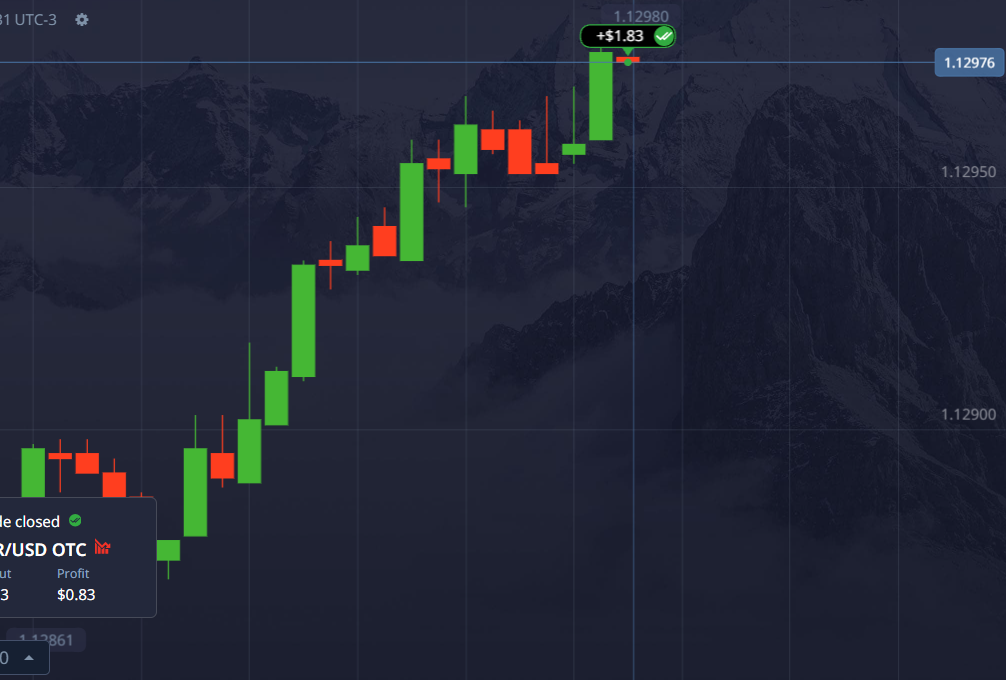 31 UTC-3
1.12980
+$1.83
1.12976
1.12950
1.12900
de closed
R/USD OTC
ut
Profit
3
$0.83
1.12861
0